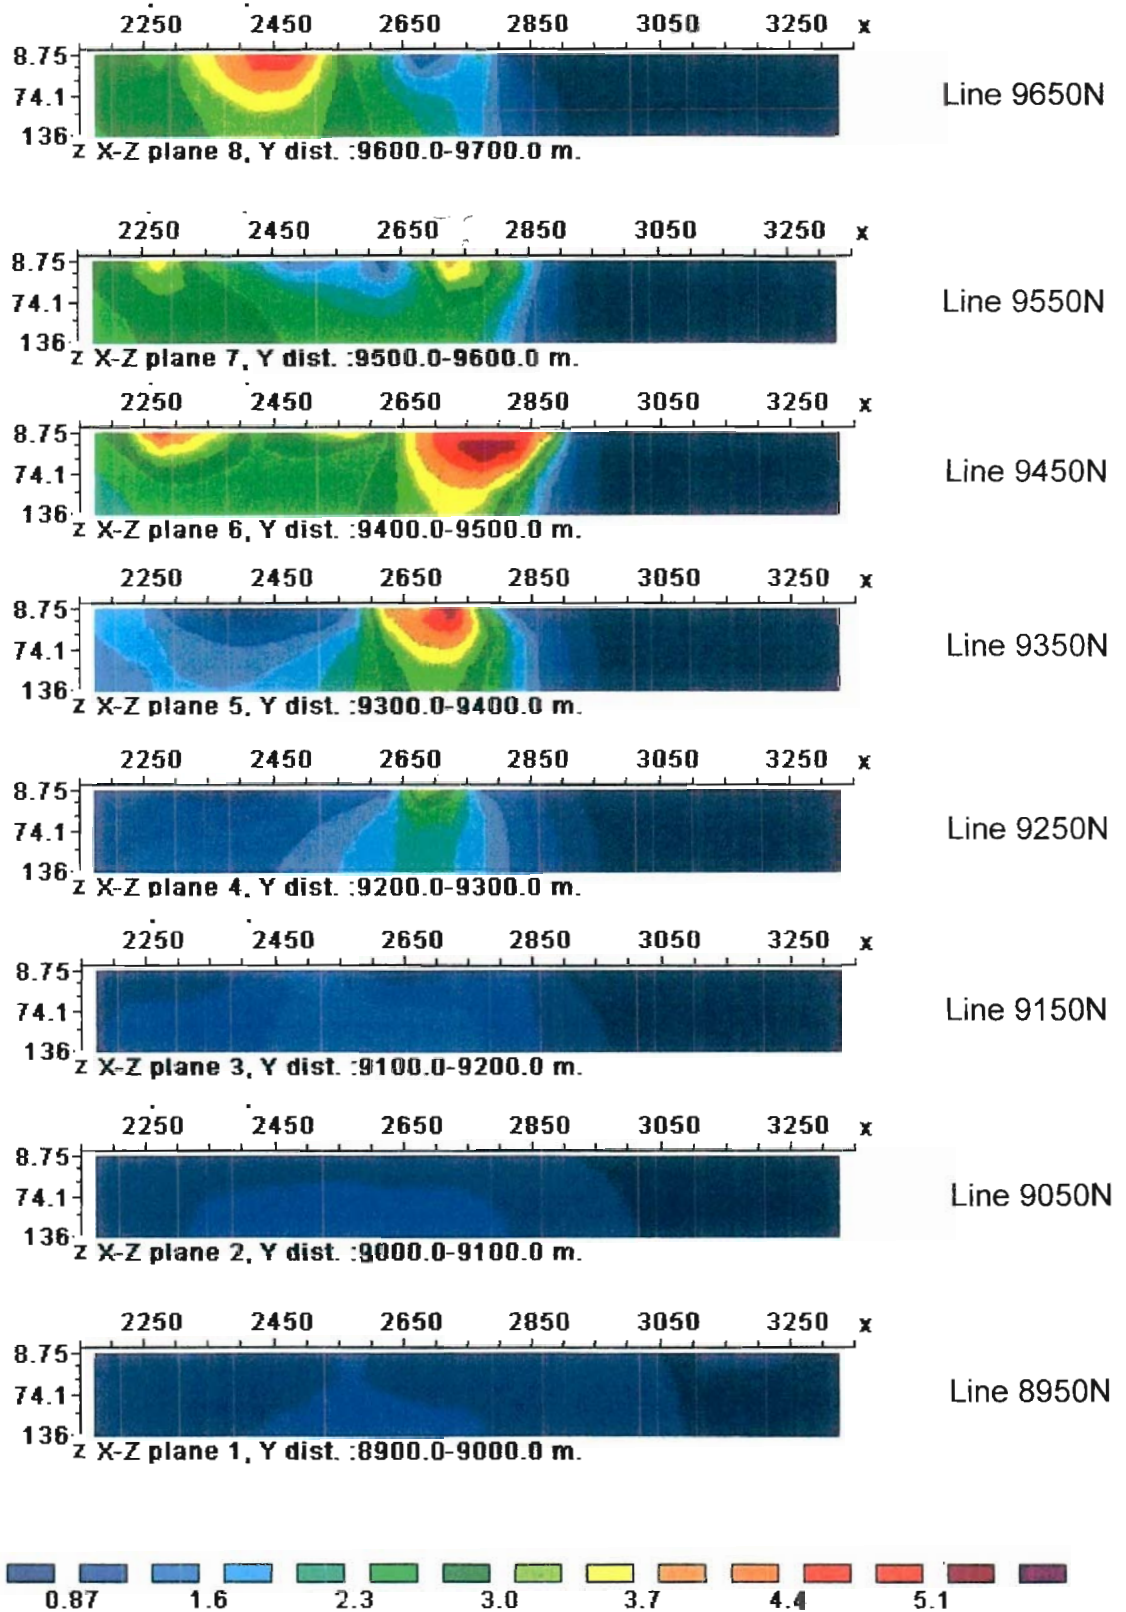 2250 2450 2650 2850 3050 3250 x
8.75
74.1
136
Line 9650N
z X-Z plane 8, Y dist. :9600.0-9700.0 m.
2250 2450 2650 2850 3050 3250 x
8.75
74.1
136
Line 9550N
z X-Z plane 7, Y dist. :9500.0-9600.0 m.
2250 2450 2650 2850 3050 3250 x
8.75
74.1
136
Line 9450N
z X-Z plane 6, Y dist. :9400.0-9500.0 m.
2250 2450 2650 2850 3050 3250 x
8.75
74.1
136
Line 9350N
z X-Z plane 5, Y dist. :9300.0-9400.0 m.
2250 2450 2650 2850 3050 3250 x
8.75
74.1
136
Line 9250N
z X-Z plane 4, Y dist. :9200.0-9300.0 m.
2250 2450 2650 2850 3050 3250 x
8.75
74.1
136
Line 9150N
z X-Z plane 3, Y dist. :9100.0-9200.0 m.
2250 2450 2650 2850 3050 3250 x
8.75
74.1
136
Line 9050N
z X-Z plane 2, Y dist. :9000.0-9100.0 m.
2250 2450 2650 2850 3050 3250 x
8.75
74.1
136
Line 8950N
z X-Z plane 1, Y dist. :8900.0-9000.0 m.
0.87 1.6 2.3 3.0 3.7 4.4 5.1